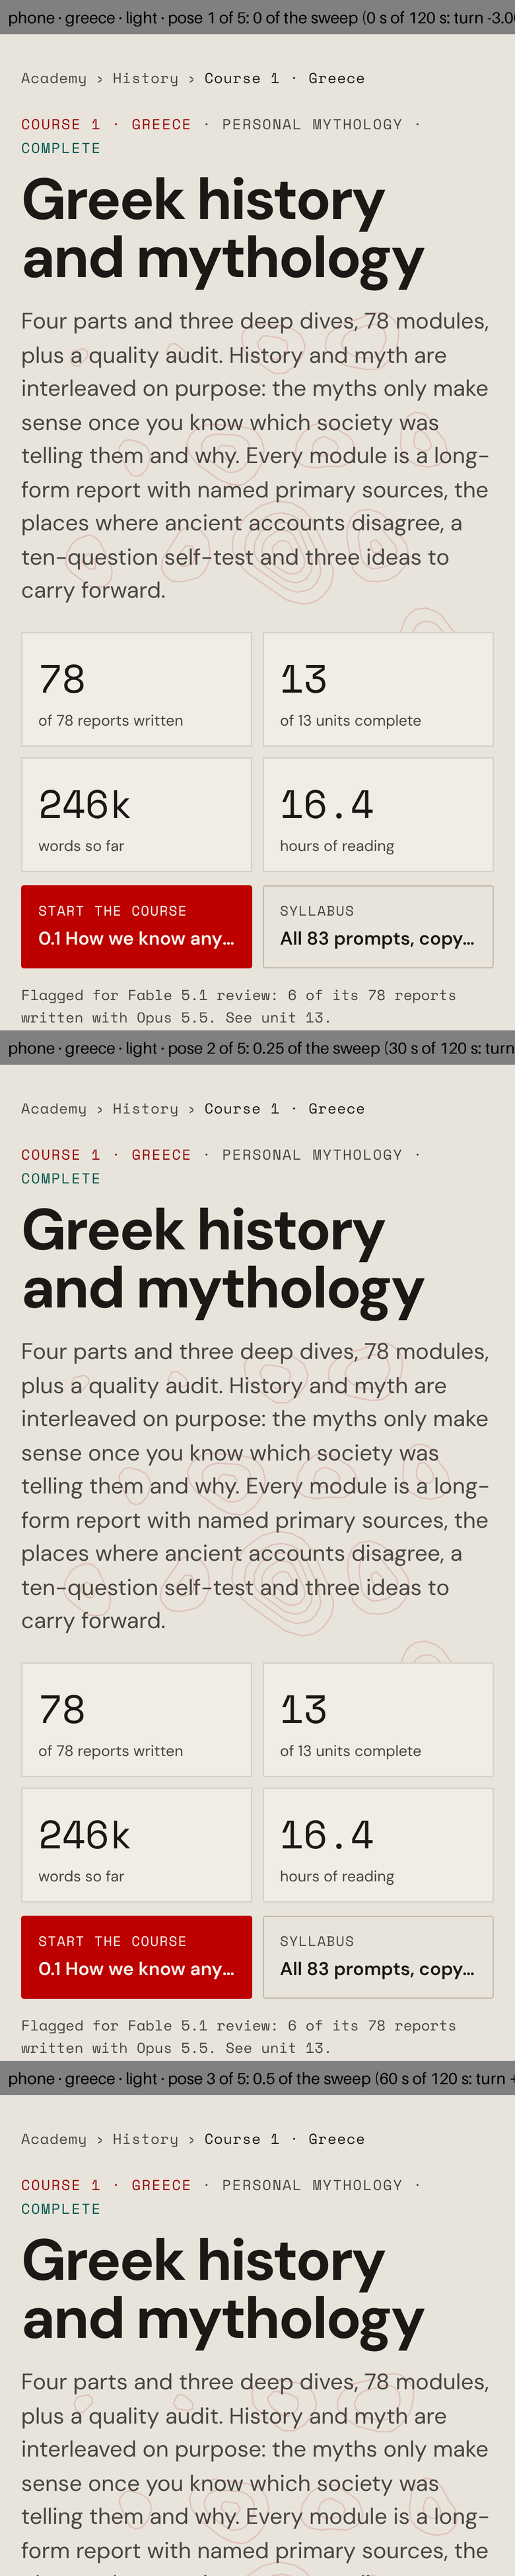 phone · greece · light · pose 1 of 5: 0 of the sweep (0 s of 120 s: turn -3.0
Academy › History › Course 1 · Greece
COURSE 1 · GREECE · PERSONAL MYTHOLOGY ·
COMPLETE
Greek history
and mythology
Four parts and three deep dives, 78 modules,
plus a quality audit. History and myth are
interleaved on purpose: the myths only make
sense once you know which society was
telling them and why. Every module is a long-
form report with named primary sources, the
places where ancient accounts disagree, a
ten-question self-test and three ideas to
carry forward.
78
of 78 reports written
13
of 13 units complete
246k
words so far
16.4
hours of reading
START THE COURSE
0.1 How we know any…
SYLLABUS
All 83 prompts, copy…
Flagged for Fable 5.1 review: 6 of its 78 reports
written with Opus 5.5. See unit 13.
phone · greece · light · pose 2 of 5: 0.25 of the sweep (30 s of 120 s: turn
Academy › History › Course 1 · Greece
COURSE 1 · GREECE · PERSONAL MYTHOLOGY ·
COMPLETE
Greek history
and mythology
Four parts and three deep dives, 78 modules,
plus a quality audit. History and myth are
interleaved on purpose: the myths only make
sense once you know which society was
telling them and why. Every module is a long-
form report with named primary sources, the
places where ancient accounts disagree, a
ten-question self-test and three ideas to
carry forward.
78
of 78 reports written
13
of 13 units complete
246k
words so far
16.4
hours of reading
START THE COURSE
0.1 How we know any…
SYLLABUS
All 83 prompts, copy…
Flagged for Fable 5.1 review: 6 of its 78 reports
written with Opus 5.5. See unit 13.
phone · greece · light · pose 3 of 5: 0.5 of the sweep (60 s of 120 s: turn +
Academy › History › Course 1 · Greece
COURSE 1 · GREECE · PERSONAL MYTHOLOGY ·
COMPLETE
Greek history
and mythology
Four parts and three deep dives, 78 modules,
plus a quality audit. History and myth are
interleaved on purpose: the myths only make
sense once you know which society was
telling them and why. Every module is a long-
form report with named primary sources, the